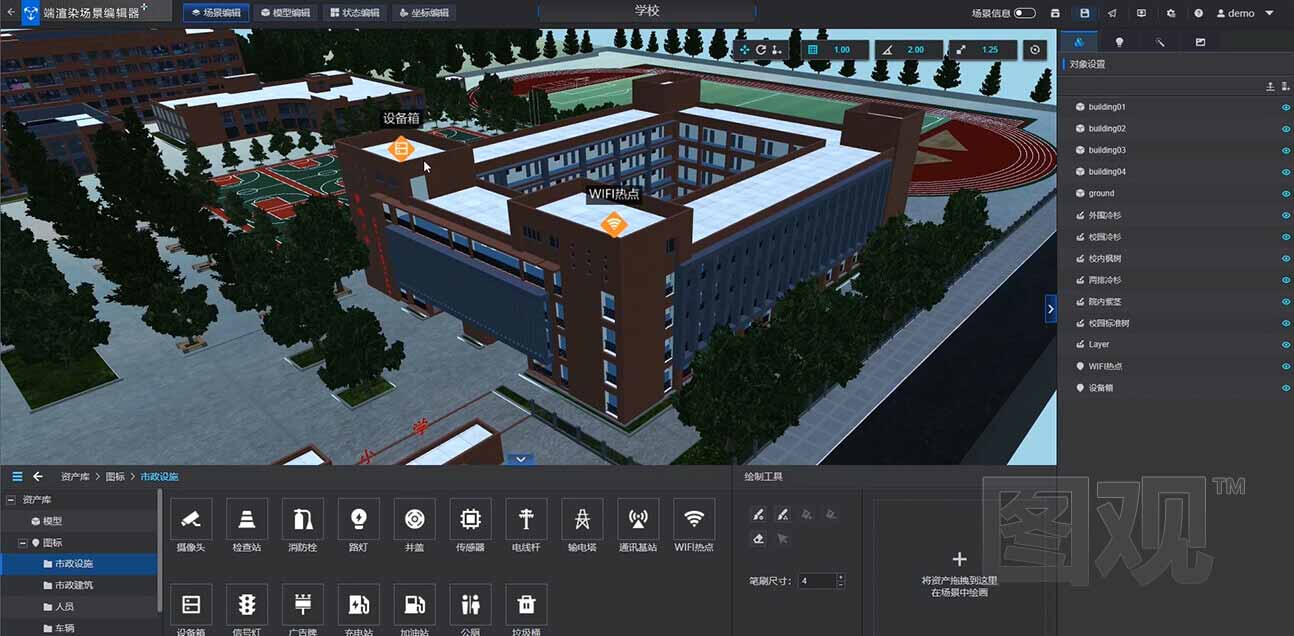 端渲染场景编辑器
场景编辑
模型编辑
状态编辑
坐标编辑
学校
场景信息
demo
1.00
2.00
1.25
对象设置
building01
building02
building03
building04
ground
外围冷杉
校园冷杉
校内枫树
两排冷杉
院内紫茎
校园标准树
Layer
WIFI热点
设备箱
设备箱
WIFI热点
小 学
资产库 > 图标 > 市政设施
资产库
模型
图标
市政设施
市政建筑
人员
车辆
摄像头
检查站
消防栓
路灯
井盖
传感器
电线杆
输电塔
通讯基站
WIFI热点
设备箱
信号灯
广告牌
充电站
加油站
公厕
垃圾桶
绘制工具
笔刷尺寸: 4
将资产拖拽到这里
在场景中绘画
图观™